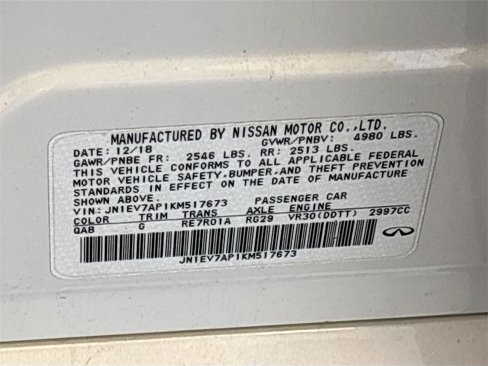 MANUFACTURED BY NISSAN MOTOR CO.,LTD.
DATE: 12/18 GVWR/PNBV: 4980 LBS.
GAWR/PNBE FR: 2546 LBS. RR: 2513 LBS.
THIS VEHICLE CONFORMS TO ALL APPLICABLE FEDERAL
MOTOR VEHICLE SAFETY,BUMPER,AND THEFT PREVENTION
STANDARDS IN EFFECT ON THE DATE OF MANUFACTURE
SHOWN ABOVE.
VIN: JN1EV7AP1KM517673 PASSENGER CAR
COLOR TRIM TRANS AXLE ENGINE
QAB G RE7R01A RG29 VR30(DDTT) 2997CC
JN1EV7AP1KM517673
INFINITI